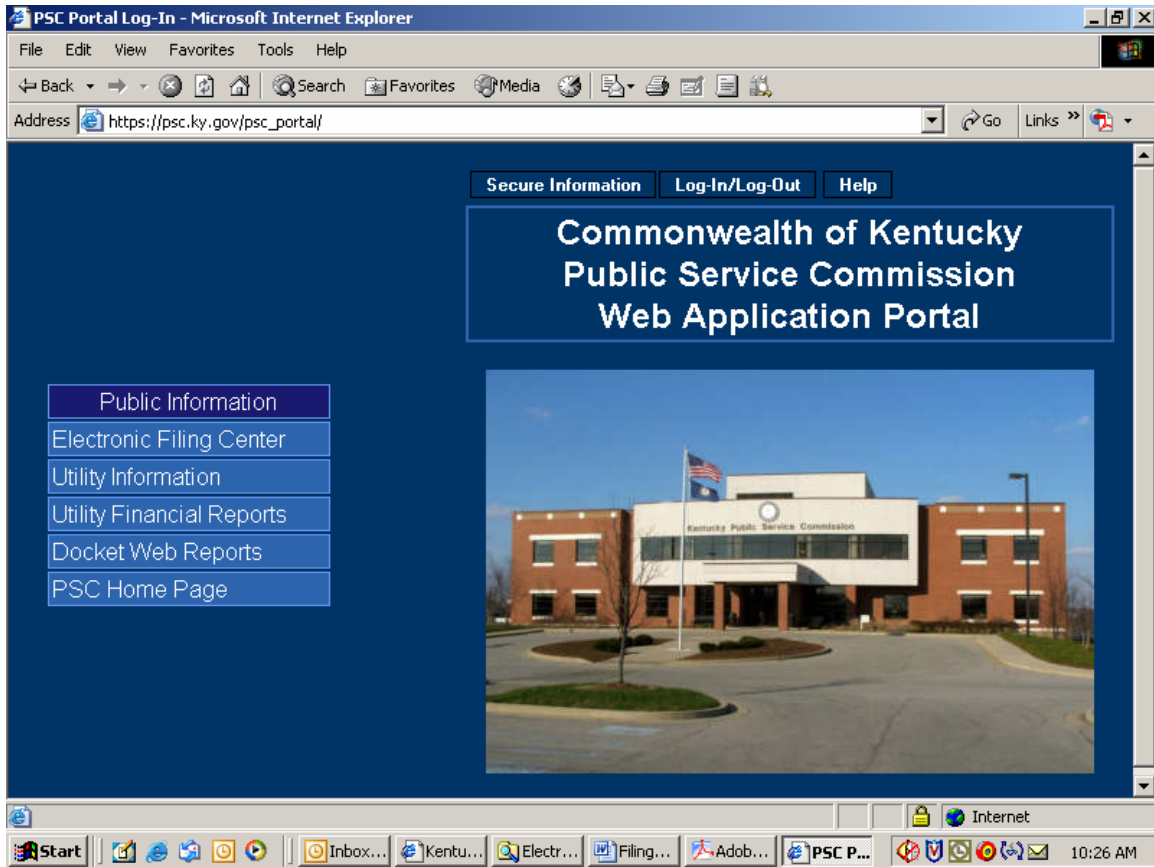 PSC Portal Log-In - Microsoft Internet Explorer
File Edit View Favorites Tools Help
Back Search Favorites Media
Address https://psc.ky.gov/psc_portal/ Go Links »
Secure Information Log-In/Log-Out Help
Commonwealth of Kentucky
Public Service Commission
Web Application Portal
Public Information
Electronic Filing Center
Utility Information
Utility Financial Reports
Docket Web Reports
PSC Home Page
Kentucky Public Service Commission
Internet
Start Inbox... Kentu... Electr... Filing... Adob... PSC P... 10:26 AM